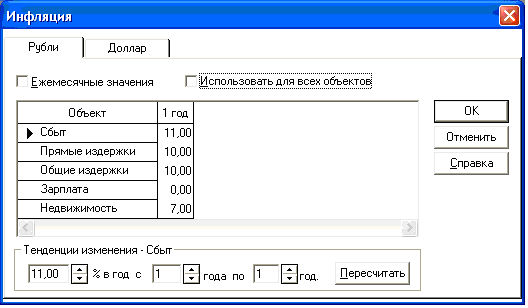 Инфляция
Рубли Доллар
Ежемесячные значения Использовать для всех объектов
Объект 1 год
Сбыт 11,00
Прямые издержки 10,00
Общие издержки 10,00
Зарплата 0,00
Недвижимость 7,00
OK
Отменить
Справка
Тенденции изменения - Сбыт
11,00 % в год с 1 года по 1 год. Пересчитать